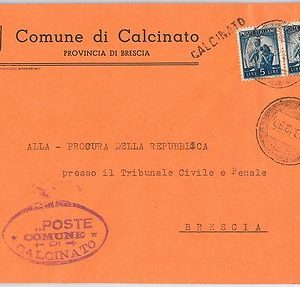 Comune di Calcinato
PROVINCIA DI BRESCIA
CALCINATO
LIRE 5 LIRE
ALLA - PROCURA DELLA REPUBBLICA
presso il Tribunale Civile e Penale
BRESCIA
POSTE
COMUNE
DI
CALCINATO